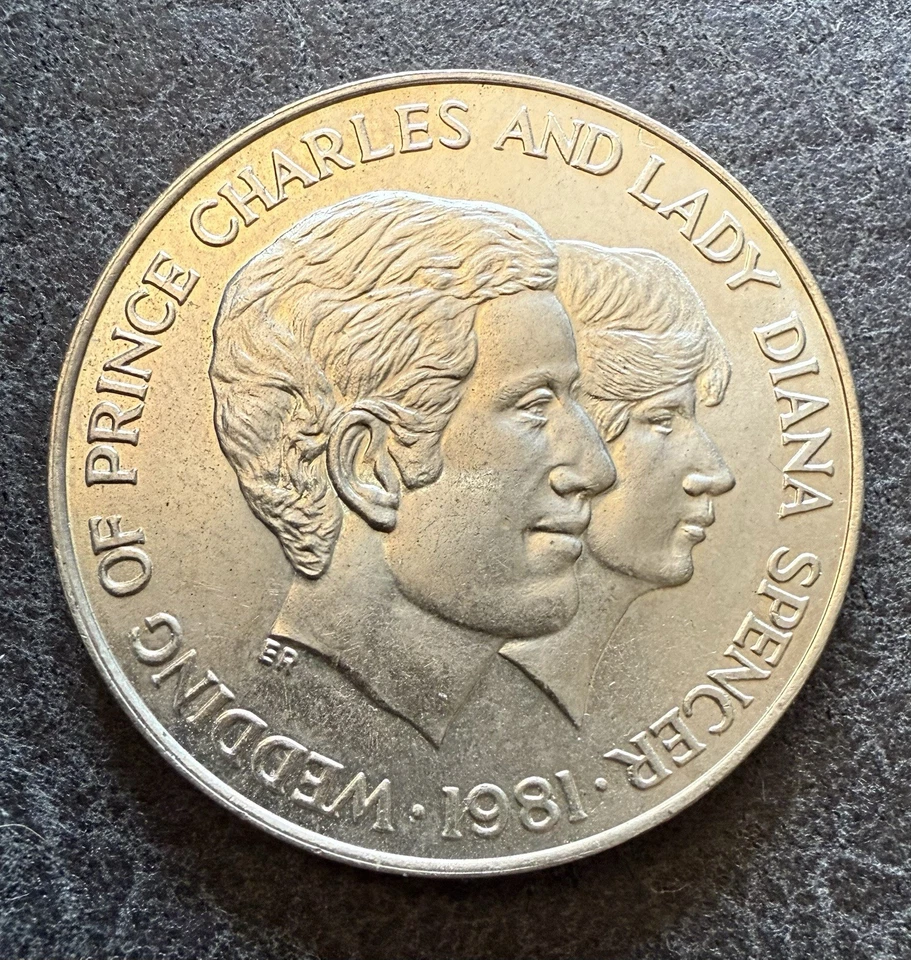 WEDDING OF PRINCE CHARLES AND LADY DIANA SPENCER
· 1981 ·
ER